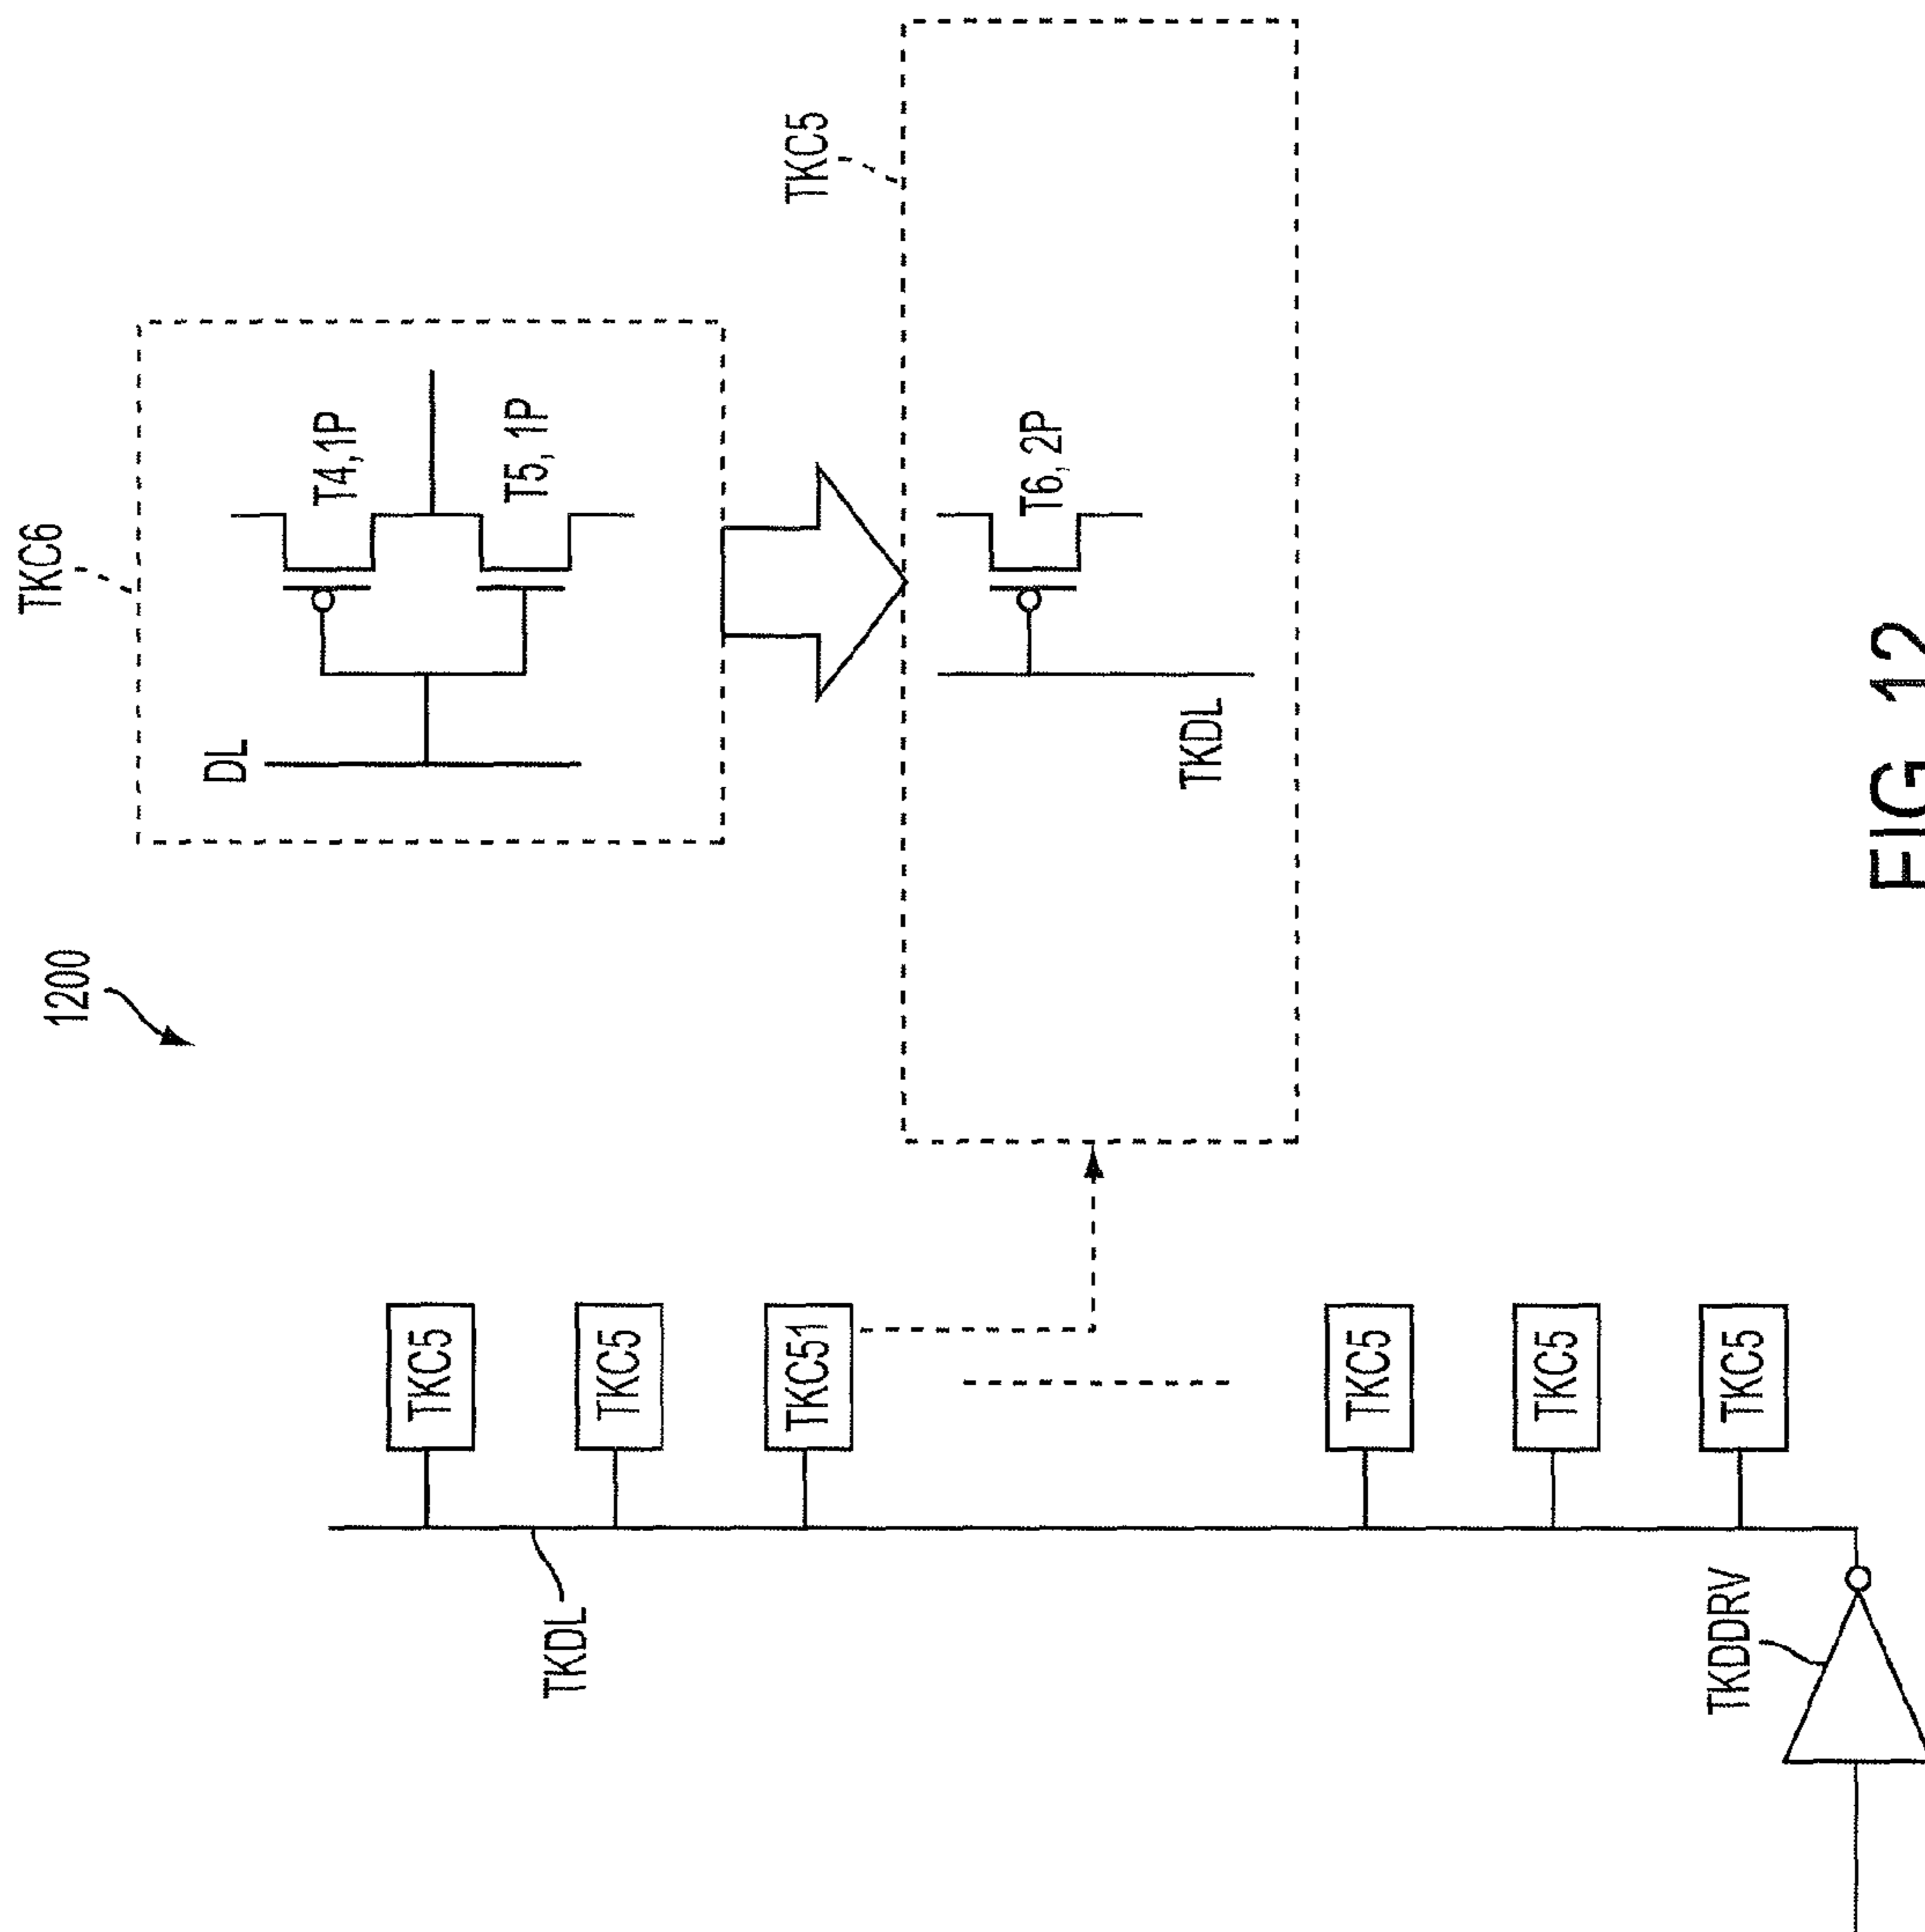 1200
TKC6
DL
T4,1P
T5, 1P
TKC5
T6, 2P
TKDL
TKC5
TKC5
TKC51
TKC5
TKC5
TKC5
TKDL
TKDDRV
FIG 12